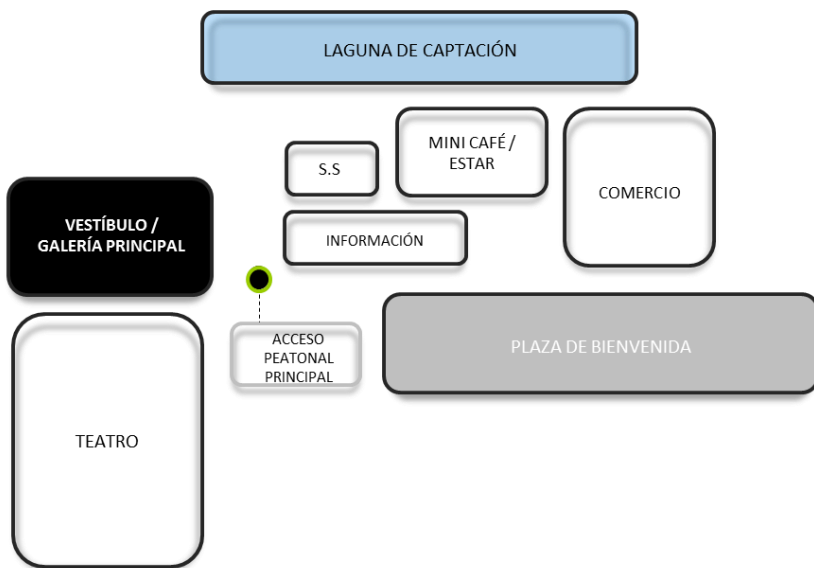 LAGUNA DE CAPTACIÓN
MINI CAFÉ /
ESTAR
S.S
COMERCIO
VESTÍBULO /
GALERÍA PRINCIPAL
INFORMACIÓN
ACCESO
PEATONAL
PRINCIPAL
PLAZA DE BIENVENIDA
TEATRO